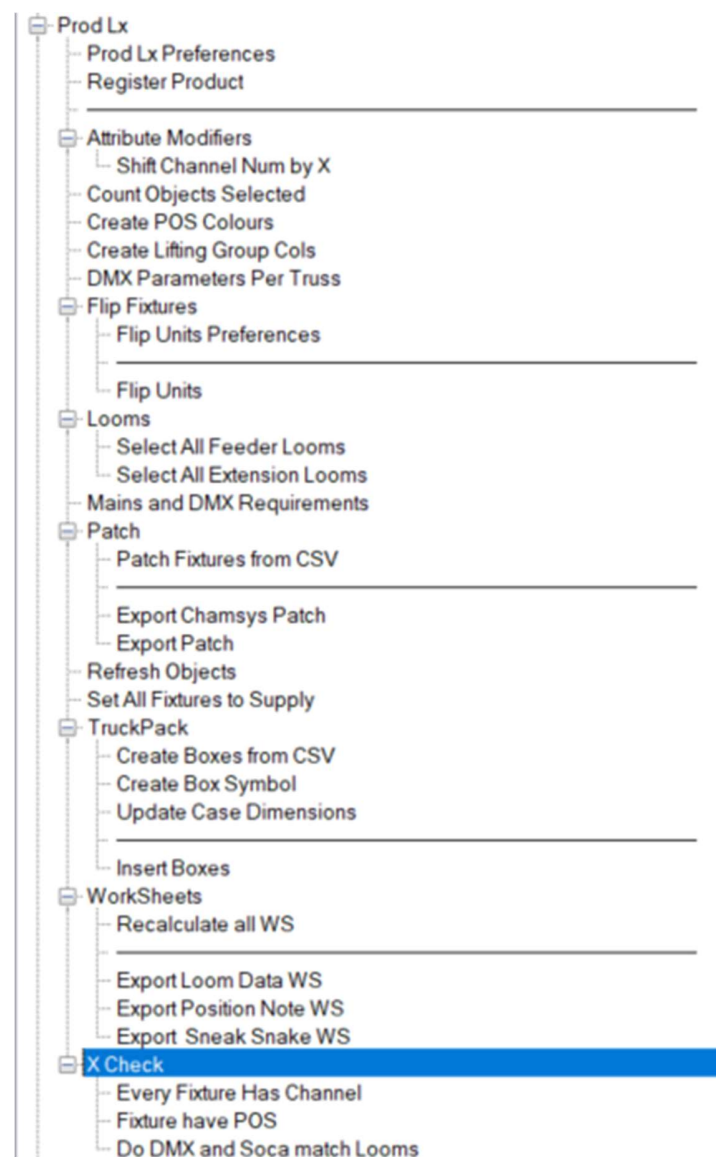 Prod Lx
Prod Lx Preferences
Register Product
Attribute Modifiers
Shift Channel Num by X
Count Objects Selected
Create POS Colours
Create Lifting Group Cols
DMX Parameters Per Truss
Flip Fixtures
Flip Units Preferences
Flip Units
Looms
Select All Feeder Looms
Select All Extension Looms
Mains and DMX Requirements
Patch
Patch Fixtures from CSV
Export Chamsys Patch
Export Patch
Refresh Objects
Set All Fixtures to Supply
TruckPack
Create Boxes from CSV
Create Box Symbol
Update Case Dimensions
Insert Boxes
WorkSheets
Recalculate all WS
Export Loom Data WS
Export Position Note WS
Export Sneak Snake WS
X Check
Every Fixture Has Channel
Fixture have POS
Do DMX and Soca match Looms